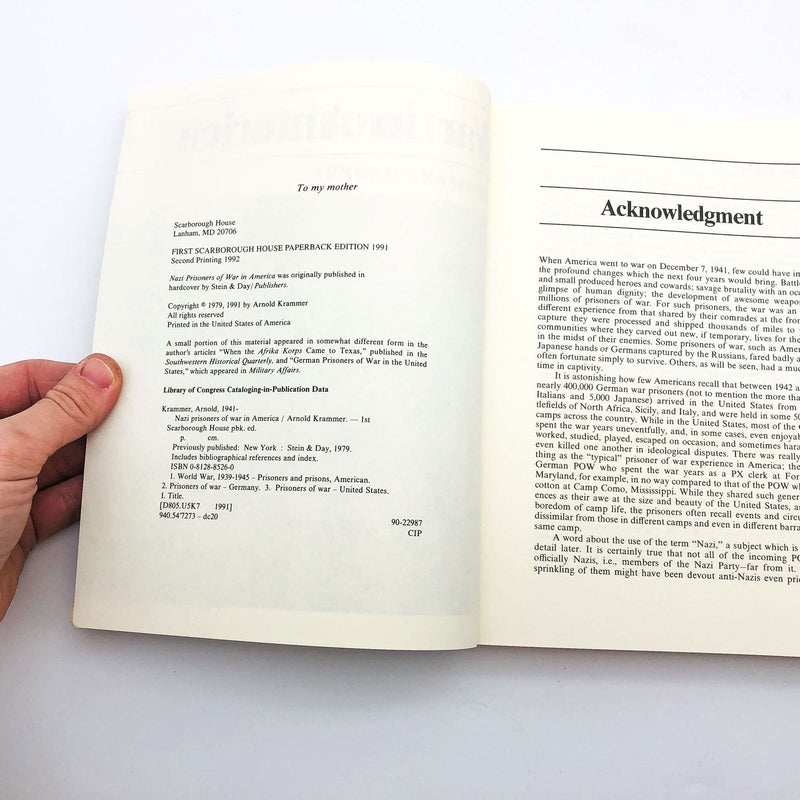 To my mother
Scarborough House
Lanham, MD 20706
FIRST SCARBOROUGH HOUSE PAPERBACK EDITION 1991
Second Printing 1992
Nazi Prisoners of War in America was originally published in
hardcover by Stein & Day/Publishers.
Copyright © 1979, 1991 by Arnold Krammer
All rights reserved
Printed in the United States of America
A small portion of this material appeared in somewhat different form in the
author's articles "When the Afrika Korps Came to Texas," published in the
Southwestern Historical Quarterly, and "German Prisoners of War in the United
States," which appeared in Military Affairs.
Library of Congress Cataloging-in-Publication Data
Krammer, Arnold, 1941-
Nazi prisoners of war in America / Arnold Krammer. — 1st
Scarborough House pbk. ed.
p. cm.
Previously published: New York : Stein & Day, 1979.
Includes bibliographical references and index.
ISBN 0-8128-8526-0
1. World War, 1939-1945 – Prisoners and prisons, American.
2. Prisoners of war – Germany. 3. Prisoners of war – United States.
I. Title.
[D805.U5K7 1991]
940.54'7273 – dc20
90-22987
CIP
Acknowledgment
When America went to war on December 7, 1941, few could have im
the profound changes which the next four years would bring. Battl
and small produced heroes and cowards; savage brutality with an occ
glimpse of human dignity; the development of awesome weapo
millions of prisoners of war. For such prisoners, the war was an
different experience from that shared by their comrades at the fron
capture they were processed and shipped thousands of miles to
communities where they carved out new, if temporary, lives for the
in the midst of their enemies. Some prisoners of war, such as Amer
Japanese hands or Germans captured by the Russians, fared badly a
often fortunate simply to survive. Others, as will be seen, had a muc
time in captivity.
It is astonishing how few Americans recall that between 1942 a
nearly 400,000 German war prisoners (not to mention the more tha
Italians and 5,000 Japanese) arrived in the United States from
tlefields of North Africa, Sicily, and Italy, and were held in some 50
camps across the country. While in the United States, most of the G
spent the war years uneventfully, and, in some cases, even enjoyab
worked, studied, played, escaped on occasion, and sometimes hara
even killed one another in ideological disputes. There was really
thing as the "typical" prisoner of war experience in America; the
German POW who spent the war years as a PX clerk at For
Maryland, for example, in no way compared to that of the POW wh
cotton at Camp Como, Mississippi. While they shared such gener
ences as their awe at the size and beauty of the United States, a
boredom of camp life, the prisoners often recall events and circu
dissimilar from those in different camps and even in different barra
same camp.
A word about the use of the term "Nazi," a subject which is
detail later. It is certainly true that not all of the incoming PO
officially Nazis, i.e., members of the Nazi Party—far from it.
sprinkling of them might have been devout anti-Nazis even prio